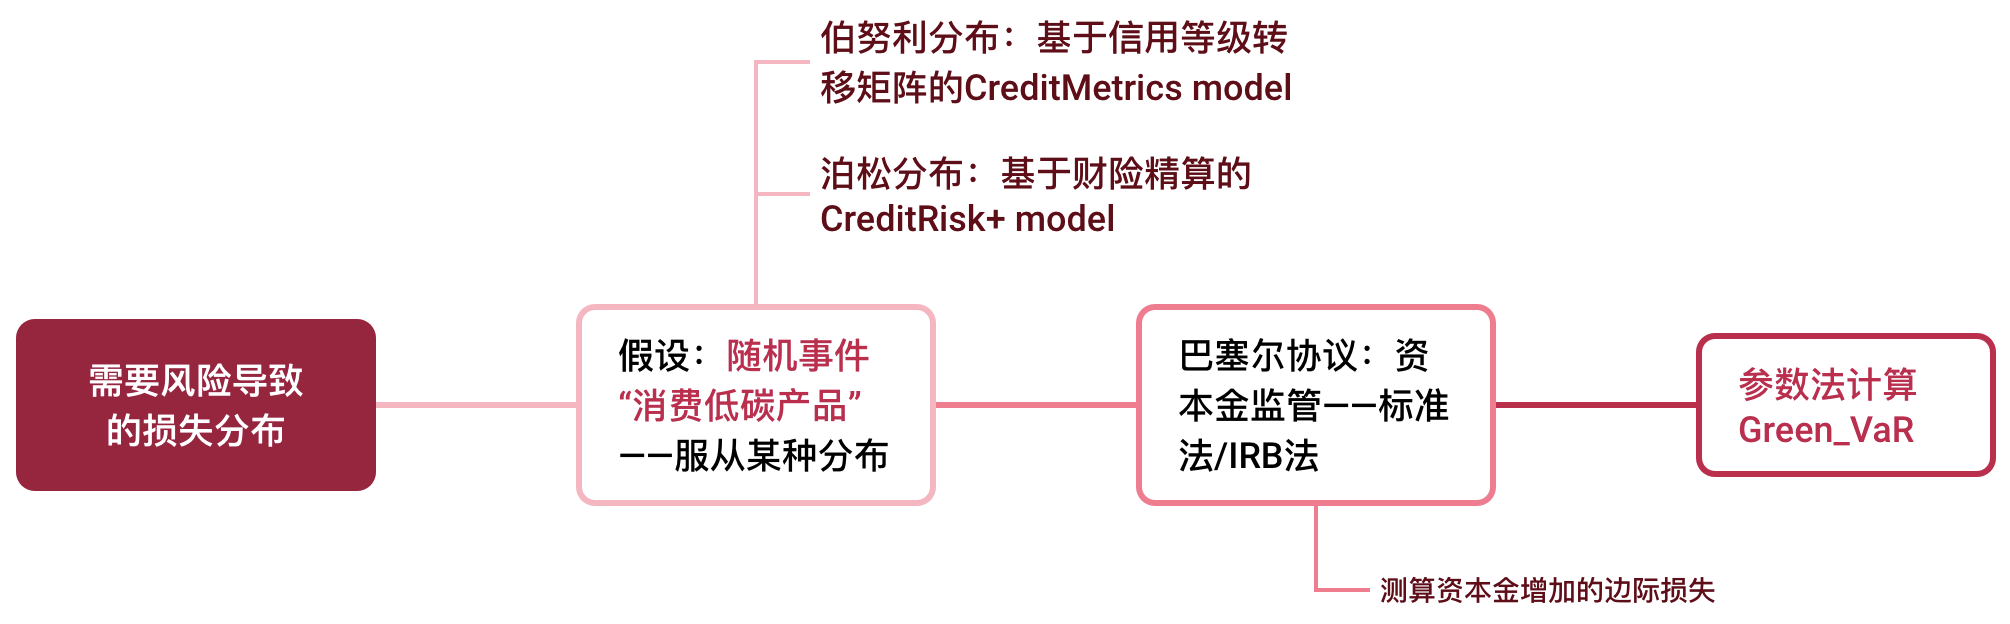 伯努利分布：基于信用等级转
移矩阵的CreditMetrics model
泊松分布：基于财险精算的
CreditRisk+ model
需要风险导致
的损失分布
假设：随机事件
“消费低碳产品”
——服从某种分布
巴塞尔协议：资
本金监管——标准
法/IRB法
参数法计算
Green_VaR
测算资本金增加的边际损失